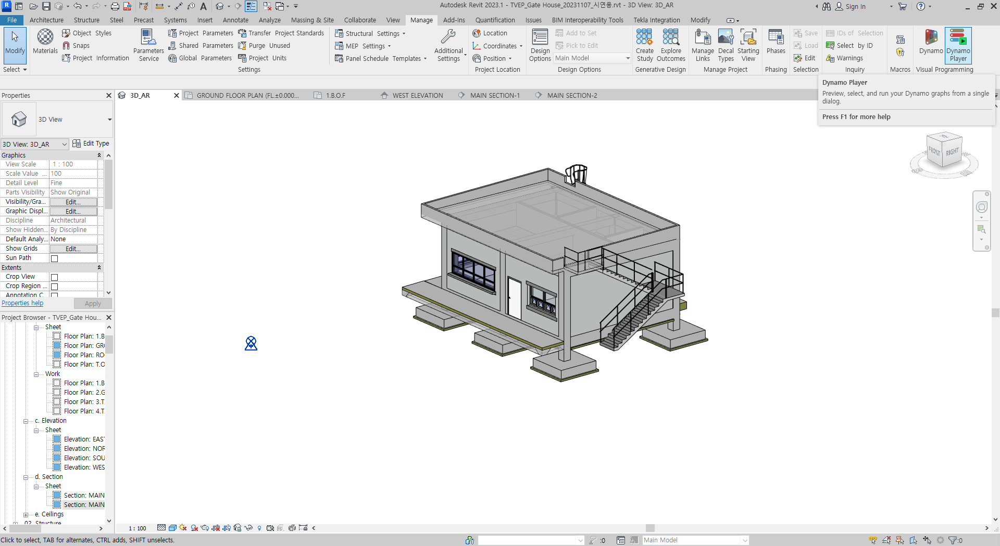 Autodesk Revit 2023.1 - TVEP_Gate House_20231107_시연용.rvt - 3D View: 3D_AR
Sign In
File Architecture Structure Steel Precast Systems Insert Annotate Analyze Massing & Site Collaborate View Manage Add-Ins Quantification Issues BIM Interoperability Tools Tekla Integration Modify
Modify
Select
Materials
Object Styles
Snaps
Project Information
Parameters Service
Project Parameters
Shared Parameters
Global Parameters
Transfer Project Standards
Purge Unused
Project Units
Settings
Structural Settings
MEP Settings
Panel Schedule Templates
Additional Settings
Location
Coordinates
Position
Project Location
Design Options
Add to Set
Pick to Edit
Main Model
Design Options
Create Study
Explore Outcomes
Generative Design
Manage Links
Decal Types
Starting View
Manage Project
Phases
Phasing
Save
Load
Edit
Selection
IDs of Selection
Select by ID
Warnings
Inquiry
Macros
Dynamo
Dynamo Player
Visual Programming
Dynamo Player
Preview, select, and run your Dynamo graphs from a single
dialog.
Press F1 for more help
Properties
3D_AR
GROUND FLOOR PLAN (FL.±0.000...
1.B.O.F
WEST ELEVATION
MAIN SECTION-1
MAIN SECTION-2
3D View
3D View: 3D_AR
Edit Type
Graphics
View Scale 1 : 100
Scale Value ... 100
Detail Level Fine
Parts Visibility Show Original
Visibility/Gra... Edit...
Graphic Displ... Edit...
Discipline Architectural
Show Hidden... By Discipline
Default Analy... None
Show Grids Edit...
Sun Path
Extents
Crop View
Crop Region ...
Annotation C
Properties help
Apply
FRONT
RIGHT
Project Browser - TVEP_Gate Hou...
Sheet
Floor Plan: 1.B
Floor Plan: GR
Floor Plan: RO
Floor Plan: T.O
Work
Floor Plan: 1.B
Floor Plan: 2.G
Floor Plan: 3.T
Floor Plan: 4.T
c. Elevation
Sheet
Elevation: EAS
Elevation: NOR
Elevation: SOU
Elevation: WES
d. Section
Sheet
Section: MAIN
Section: MAIN
e. Ceilings
02. Structure
1 : 100
Click to select, TAB for alternates, CTRL adds, SHIFT unselects.
:0
Main Model
:0